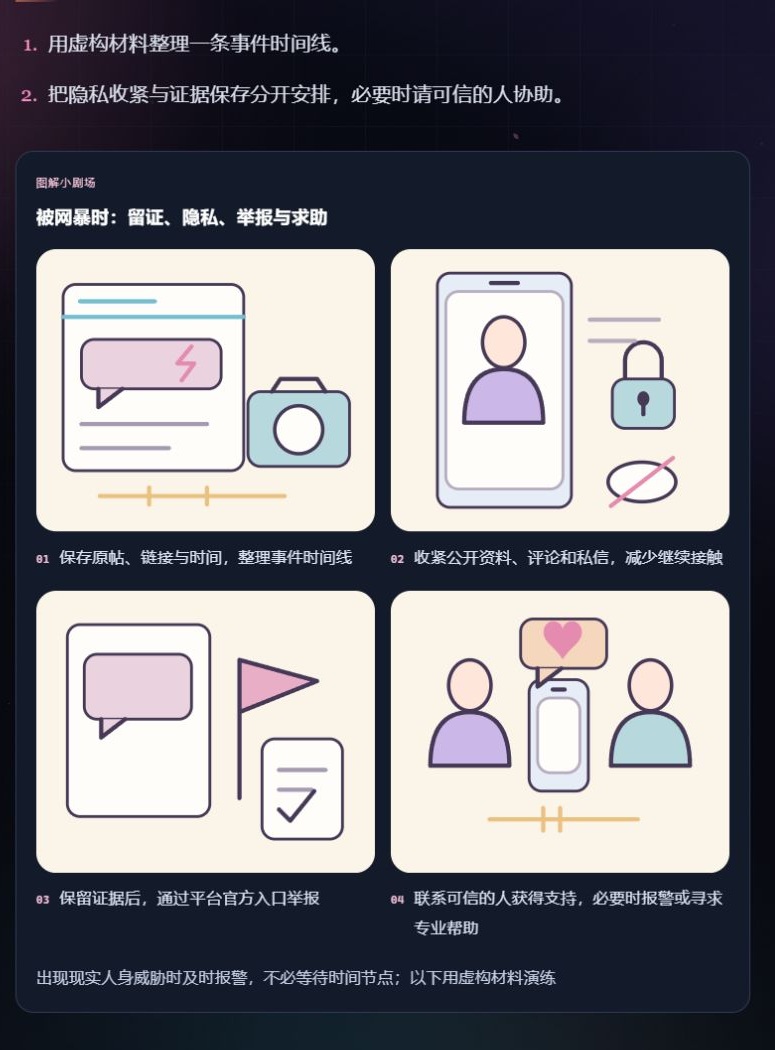 1. 用虚构材料整理一条事件时间线。
2. 把隐私收紧与证据保存分开安排，必要时请可信的人协助。
图解小剧场
被网暴时：留证、隐私、举报与求助
01 保存原帖、链接与时间，整理事件时间线
02 收紧公开资料、评论和私信，减少继续接触
03 保留证据后，通过平台官方入口举报
04 联系可信的人获得支持，必要时报警或寻求
专业帮助
出现现实人身威胁时及时报警，不必等待时间节点；以下用虚构材料演练